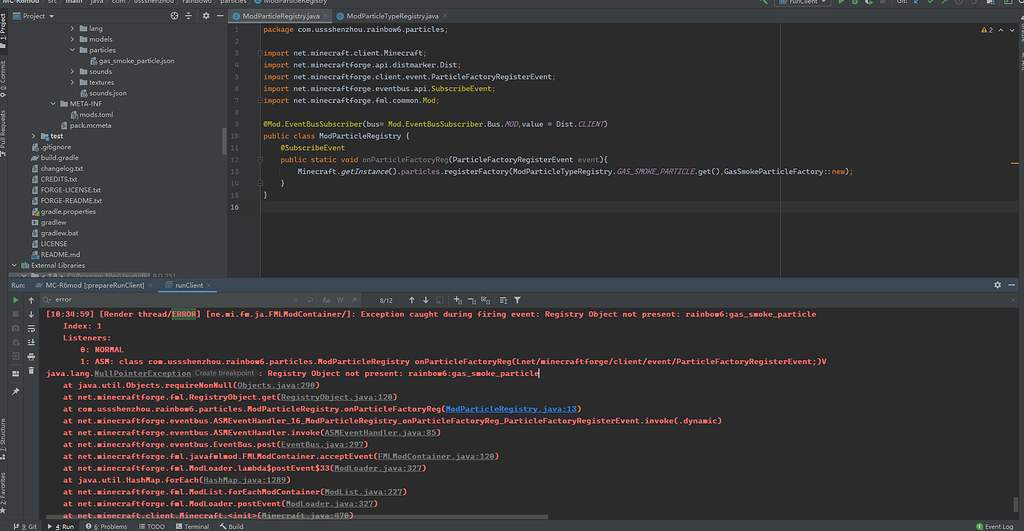 MC-R6mod src main java com ussshenzhou rainbow6 particles ModParticleRegistry
runClient
Git:
Project
ModParticleRegistry.java
ModParticleTypeRegistry.java
1: Project
Commit
Pull Requests
lang
models
particles
gas_smoke_particle.json
sounds
textures
sounds.json
META-INF
mods.toml
pack.mcmeta
test
.gitignore
build.gradle
changelog.txt
CREDITS.txt
FORGE-LICENSE.txt
FORGE-README.txt
gradle.properties
gradlew
gradlew.bat
LICENSE
README.md
External Libraries
1 package com.ussshenzhou.rainbow6.particles;
2
3 import net.minecraft.client.Minecraft;
4 import net.minecraftforge.api.distmarker.Dist;
5 import net.minecraftforge.client.event.ParticleFactoryRegisterEvent;
6 import net.minecraftforge.eventbus.api.SubscribeEvent;
7 import net.minecraftforge.fml.common.Mod;
8
9 @Mod.EventBusSubscriber(bus= Mod.EventBusSubscriber.Bus.MOD,value = Dist.CLIENT)
10 public class ModParticleRegistry {
11 @SubscribeEvent
12 public static void onParticleFactoryReg(ParticleFactoryRegisterEvent event){
13 Minecraft.getInstance().particles.registerFactory(ModParticleTypeRegistry.GAS_SMOKE_PARTICLE.get(),GasSmokeParticleFactory::new);
14 }
15 }
16
2
Run: MC-R6mod [:prepareRunClient] runClient
error
Aa W .* 8/12
[10:34:59] [Render thread/ERROR] [ne.mi.fm.ja.FMLModContainer/]: Exception caught during firing event: Registry Object not present: rainbow6:gas_smoke_particle
Index: 1
Listeners:
0: NORMAL
1: ASM: class com.ussshenzhou.rainbow6.particles.ModParticleRegistry onParticleFactoryReg(Lnet/minecraftforge/client/event/ParticleFactoryRegisterEvent;)V
java.lang.NullPointerException Create breakpoint : Registry Object not present: rainbow6:gas_smoke_particle
at java.util.Objects.requireNonNull(Objects.java:290)
at net.minecraftforge.fml.RegistryObject.get(RegistryObject.java:120)
at com.ussshenzhou.rainbow6.particles.ModParticleRegistry.onParticleFactoryReg(ModParticleRegistry.java:13)
at net.minecraftforge.eventbus.ASMEventHandler_16_ModParticleRegistry_onParticleFactoryReg_ParticleFactoryRegisterEvent.invoke(.dynamic)
at net.minecraftforge.eventbus.ASMEventHandler.invoke(ASMEventHandler.java:85)
at net.minecraftforge.eventbus.EventBus.post(EventBus.java:297)
at net.minecraftforge.fml.javafmlmod.FMLModContainer.acceptEvent(FMLModContainer.java:120)
at net.minecraftforge.fml.ModLoader.lambda$postEvent$33(ModLoader.java:327)
at java.util.HashMap.forEach(HashMap.java:1289)
at net.minecraftforge.fml.ModList.forEachModContainer(ModList.java:227)
at net.minecraftforge.fml.ModLoader.postEvent(ModLoader.java:327)
at net.minecraft.client.Minecraft.<init>(Minecraft.java:470)
Z: Structure
2: Favorites
9: Git
4: Run
6: Problems
TODO
Terminal
Build
1 Event Log